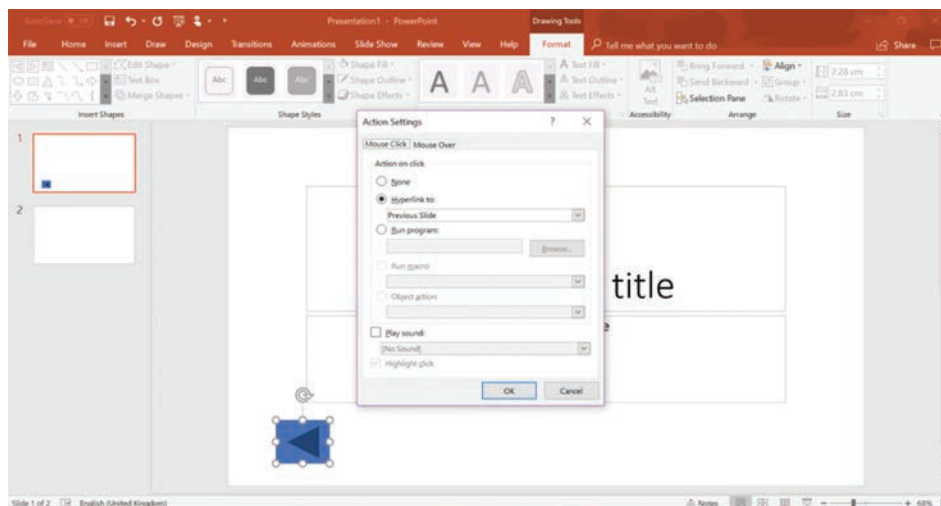 AutoSave Off Presentation1 - PowerPoint Drawing Tools
File Home Insert Draw Design Transitions Animations Slide Show Review View Help Format Tell me what you want to do Share
Edit Shape
Text Box
Merge Shapes
Insert Shapes
Abc Abc Abc
Shape Fill
Shape Outline
Shape Effects
Shape Styles
A A A
Text Fill
Text Outline
Text Effects
Alt
Text
Accessibility
Bring Forward
Send Backward
Selection Pane
Align
Group
Rotate
Arrange
2.28 cm
2.83 cm
Size
1
2
Action Settings ? ×
Mouse Click Mouse Over
Action on click
None
Hyperlink to:
Previous Slide
Run program:
Browse...
Run macro:
Object action:
Play sound:
[No Sound]
Highlight click
OK Cancel
title
e
Slide 1 of 2 English (United Kingdom) Notes 68%